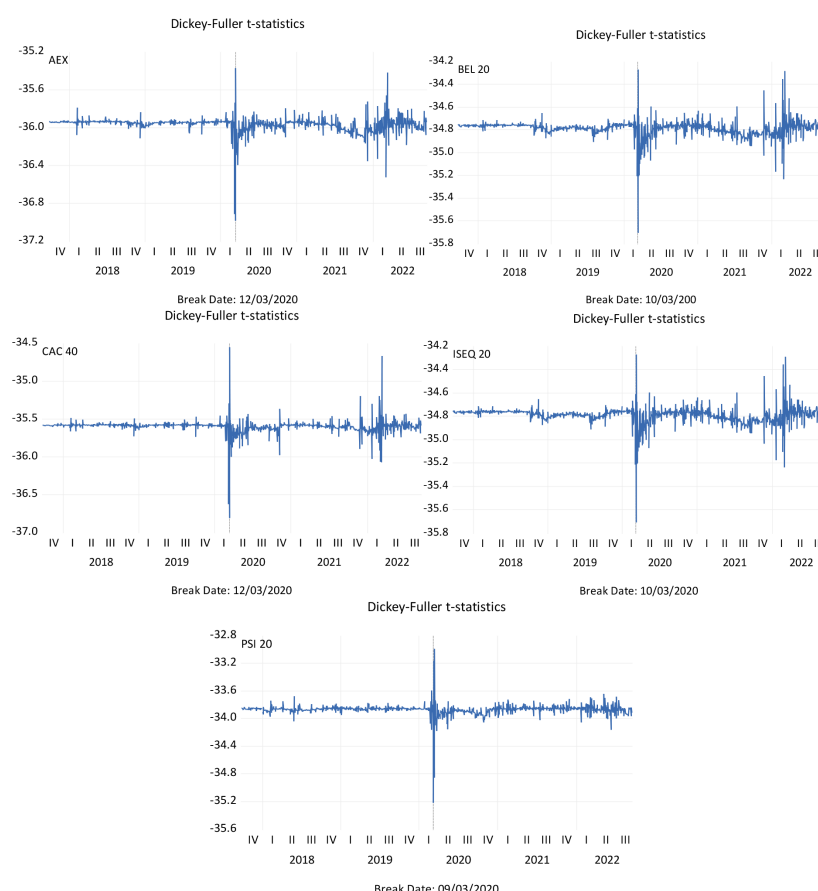 Dickey-Fuller t-statistics
AEX
-35.2
-35.6
-36.0
-36.4
-36.8
-37.2
IV I II III IV I II III IV I II III IV I II III IV I II III
2018 2019 2020 2021 2022
Break Date: 12/03/2020
Dickey-Fuller t-statistics
BEL 20
-34.2
-34.4
-34.6
-34.8
-35.0
-35.2
-35.4
-35.6
-35.8
IV I II III IV I II III IV I II III IV I II III IV I II
2018 2019 2020 2021 2022
Break Date: 10/03/200
Dickey-Fuller t-statistics
CAC 40
-34.5
-35.0
-35.5
-36.0
-36.5
-37.0
IV I II III IV I II III IV I II III IV I II III IV I II III
2018 2019 2020 2021 2022
Break Date: 12/03/2020
Dickey-Fuller t-statistics
ISEQ 20
-34.2
-34.4
-34.6
-34.8
-35.0
-35.2
-35.4
-35.6
-35.8
IV I II III IV I II III IV I II III IV I II III IV I II
2018 2019 2020 2021 2022
Break Date: 10/03/2020
Dickey-Fuller t-statistics
PSI 20
-32.8
-33.2
-33.6
-34.0
-34.4
-34.8
-35.2
-35.6
IV I II III IV I II III IV I II III IV I II III IV I II III
2018 2019 2020 2021 2022
Break Date: 09/03/2020